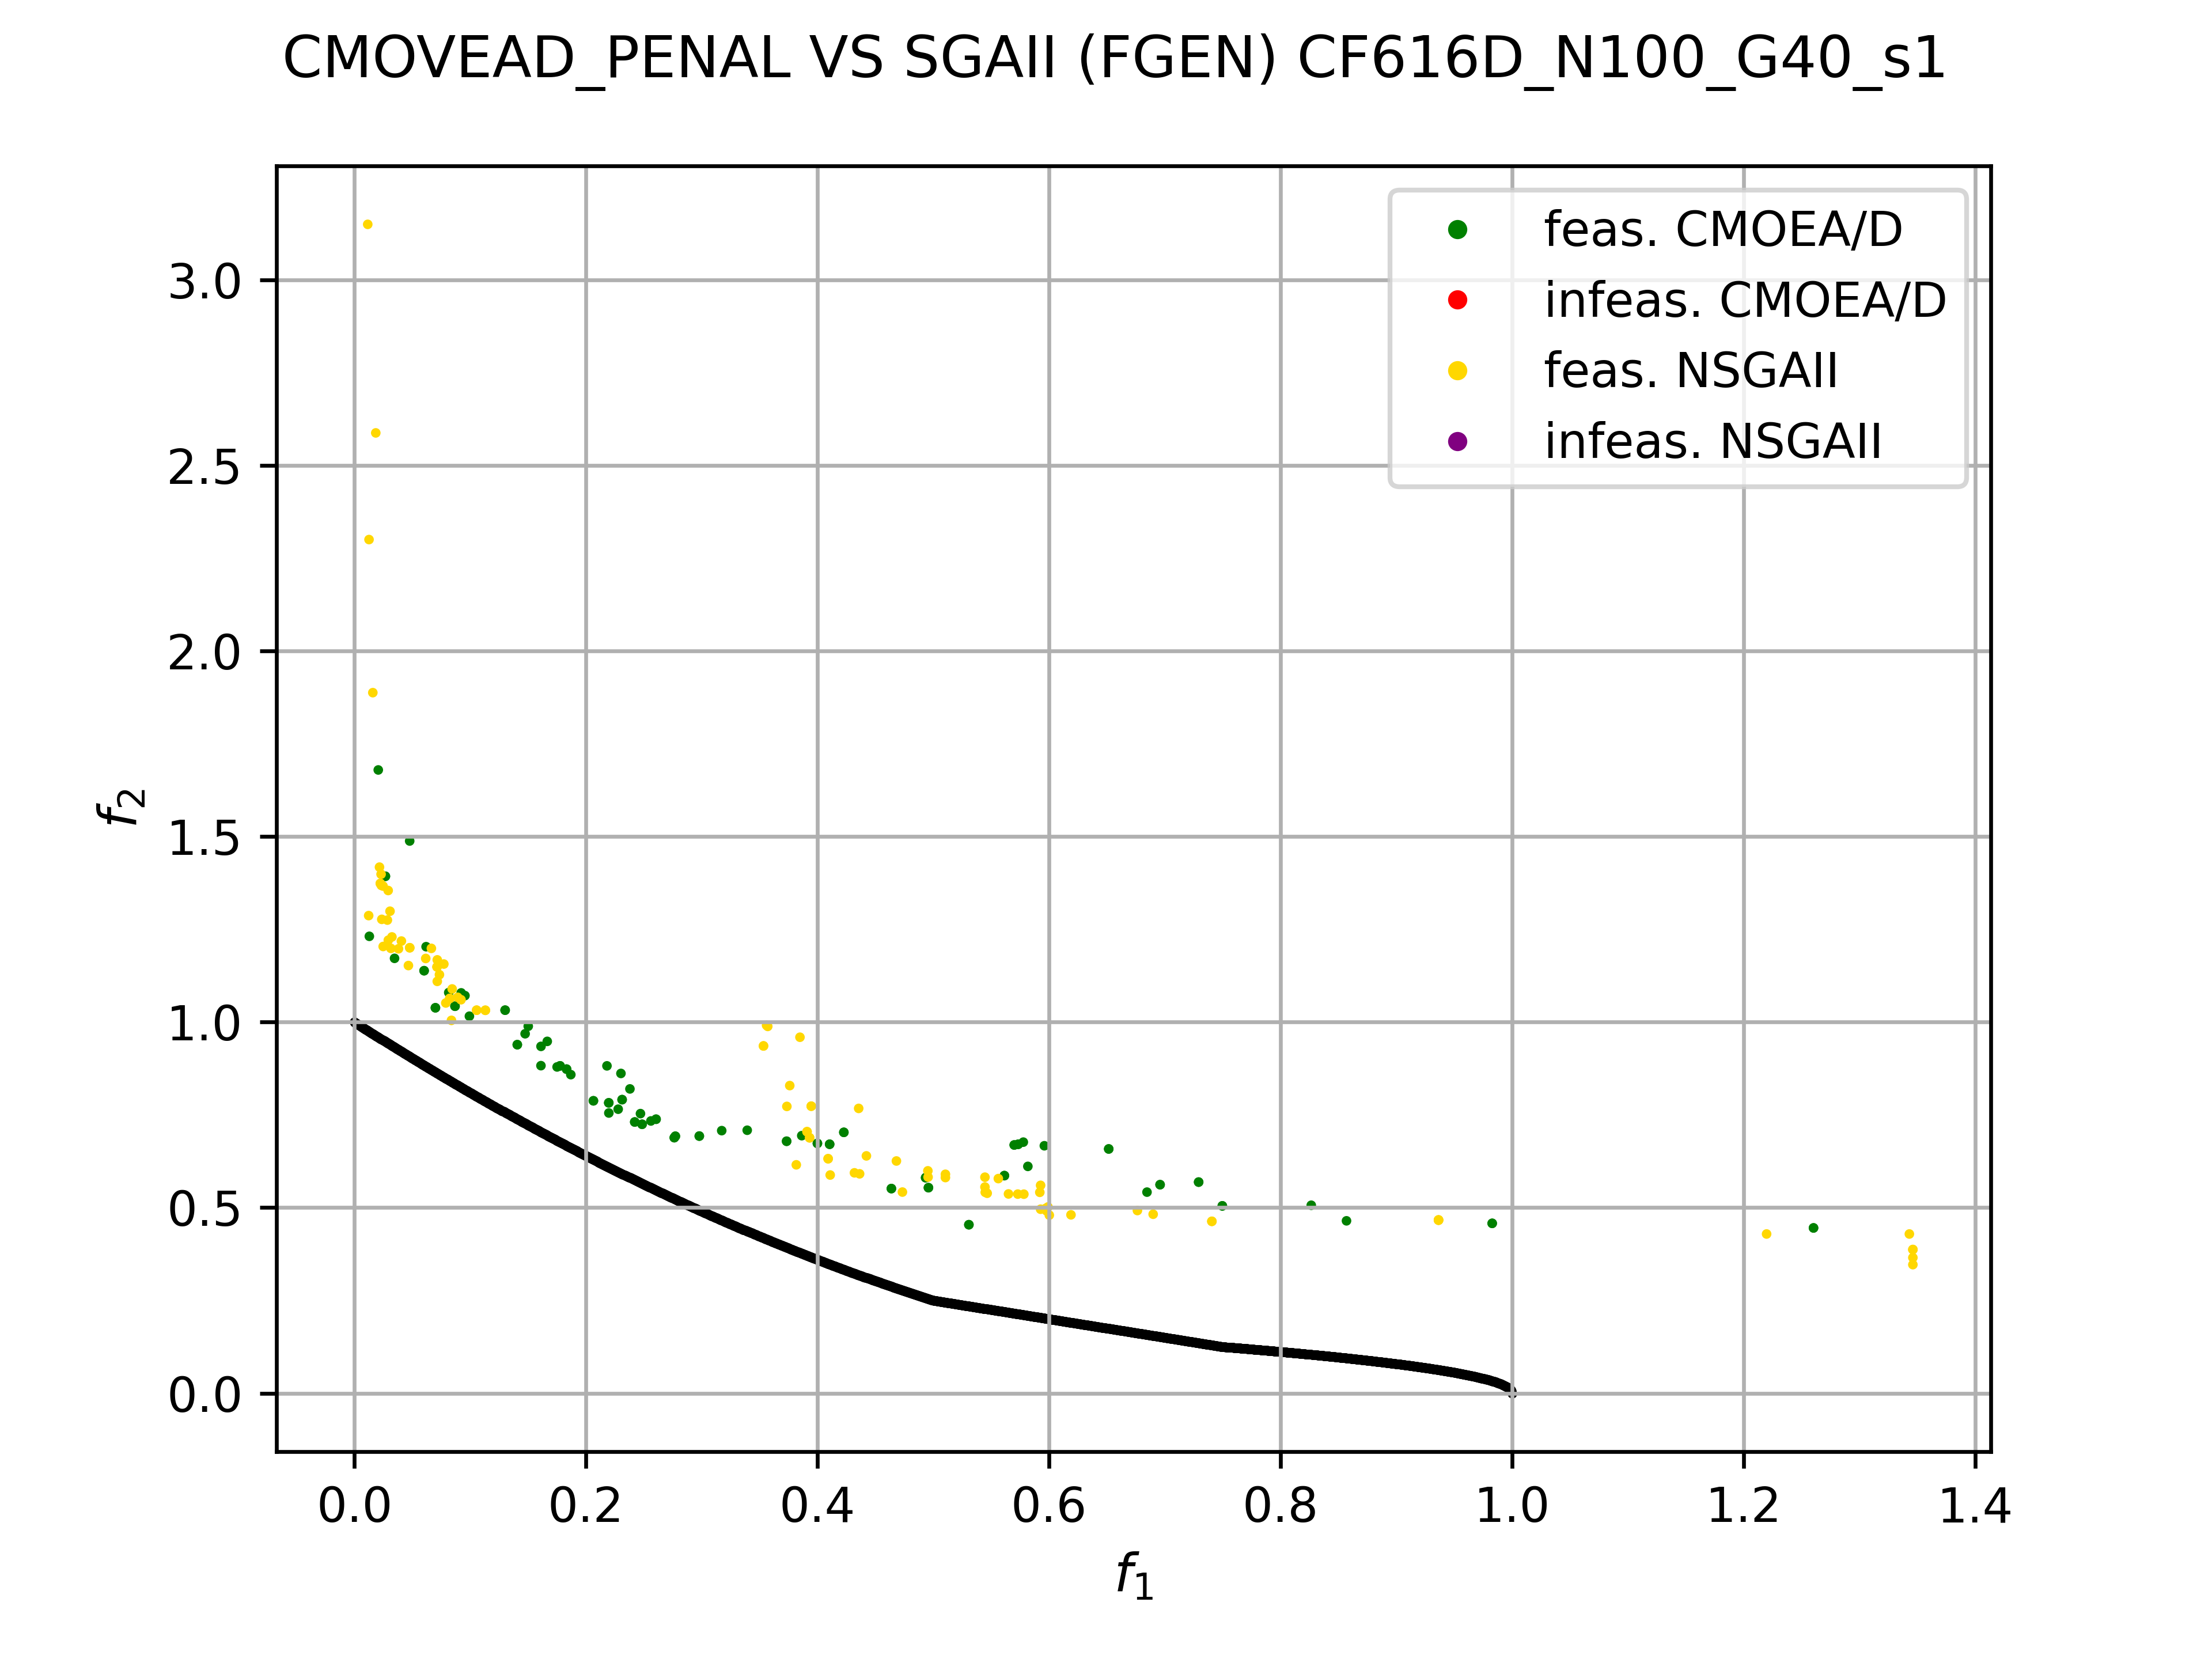 CMOVEAD_PENAL VS SGAII (FGEN) CF616D_N100_G40_s1
feas. CMOEA/D
infeas. CMOEA/D
feas. NSGAII
infeas. NSGAII
3.0
2.5
2.0
1.5
1.0
0.5
0.0
f2
0.0 0.2 0.4 0.6 0.8 1.0 1.2 1.4
f1